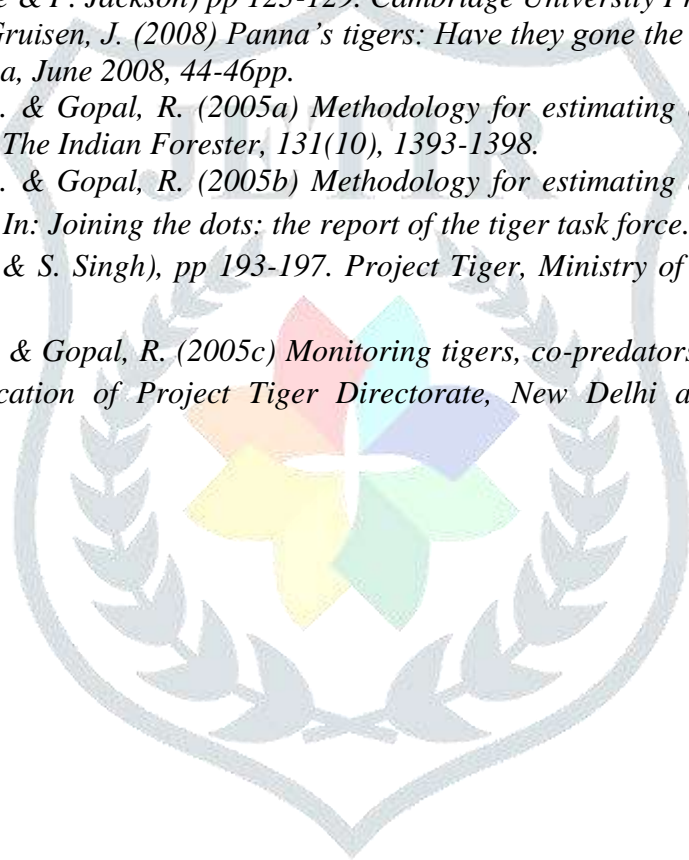 & P. Jackson) pp 125-129. Cambridge University
Gruisen, J. (2008) Panna’s tigers: Have they gone the
a, June 2008, 44-46pp.
. & Gopal, R. (2005a) Methodology for estimating
The Indian Forester, 131(10), 1393-1398.
. & Gopal, R. (2005b) Methodology for estimating
In: Joining the dots: the report of the tiger task force.
& S. Singh), pp 193-197. Project Tiger, Ministry of
& Gopal, R. (2005c) Monitoring tigers, co-predators
cation of Project Tiger Directorate, New Delhi a
JETR